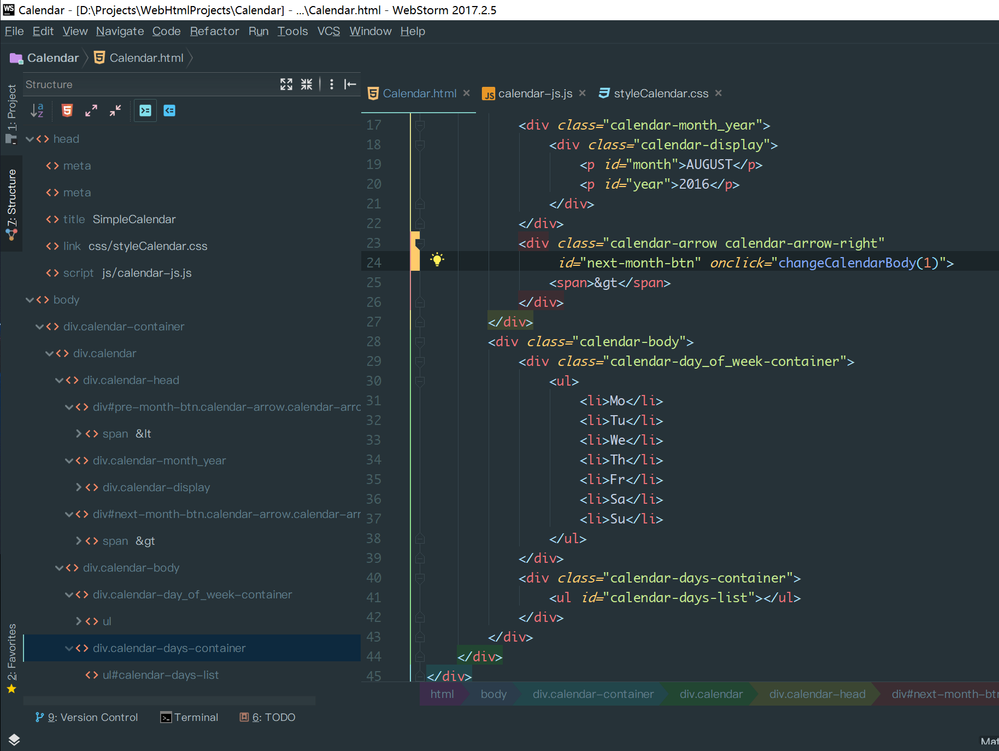 WS Calendar - [D:\Projects\WebHtmlProjects\Calendar] - ...\Calendar.html - WebStorm 2017.2.5
File Edit View Navigate Code Refactor Run Tools VCS Window Help
Calendar Calendar.html
1: Project
7: Structure
2: Favorites
Structure
head
meta
meta
title SimpleCalendar
link css/styleCalendar.css
script js/calendar-js.js
body
div.calendar-container
div.calendar
div.calendar-head
div#pre-month-btn.calendar-arrow.calendar-arro
span &lt
div.calendar-month_year
div.calendar-display
div#next-month-btn.calendar-arrow.calendar-arr
span &gt
div.calendar-body
div.calendar-day_of_week-container
ul
div.calendar-days-container
ul#calendar-days-list
Calendar.html calendar-js.js styleCalendar.css
17 <div class="calendar-month_year">
18 <div class="calendar-display">
19 <p id="month">AUGUST</p>
20 <p id="year">2016</p>
21 </div>
22 </div>
23 <div class="calendar-arrow calendar-arrow-right"
24 id="next-month-btn" onclick="changeCalendarBody(1)">
25 <span>&gt</span>
26 </div>
27 </div>
28 <div class="calendar-body">
29 <div class="calendar-day_of_week-container">
30 <ul>
31 <li>Mo</li>
32 <li>Tu</li>
33 <li>We</li>
34 <li>Th</li>
35 <li>Fr</li>
36 <li>Sa</li>
37 <li>Su</li>
38 </ul>
39 </div>
40 <div class="calendar-days-container">
41 <ul id="calendar-days-list"></ul>
42 </div>
43 </div>
44 </div>
45 </div>
html body div.calendar-container div.calendar div.calendar-head div#next-month-btn
9: Version Control Terminal 6: TODO
Mat